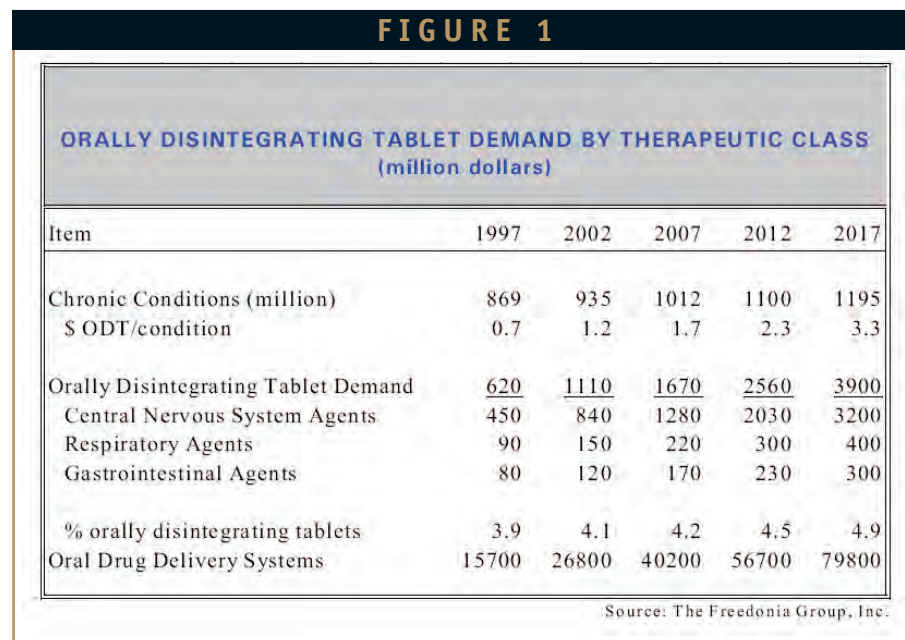 FIGURE 1
ORALLY DISINTEGRATING TABLET DEMAND BY THERAPEUTIC CLASS
(million dollars)
Item 1997 2002 2007 2012 2017
Chronic Conditions (million) 869 935 1012 1100 1195
$ ODT/condition 0.7 1.2 1.7 2.3 3.3
Orally Disintegrating Tablet Demand 620 1110 1670 2560 3900
Central Nervous System Agents 450 840 1280 2030 3200
Respiratory Agents 90 150 220 300 400
Gastrointestinal Agents 80 120 170 230 300
% orally disintegrating tablets 3.9 4.1 4.2 4.5 4.9
Oral Drug Delivery Systems 15700 26800 40200 56700 79800
Source: The Freedonia Group, Inc.